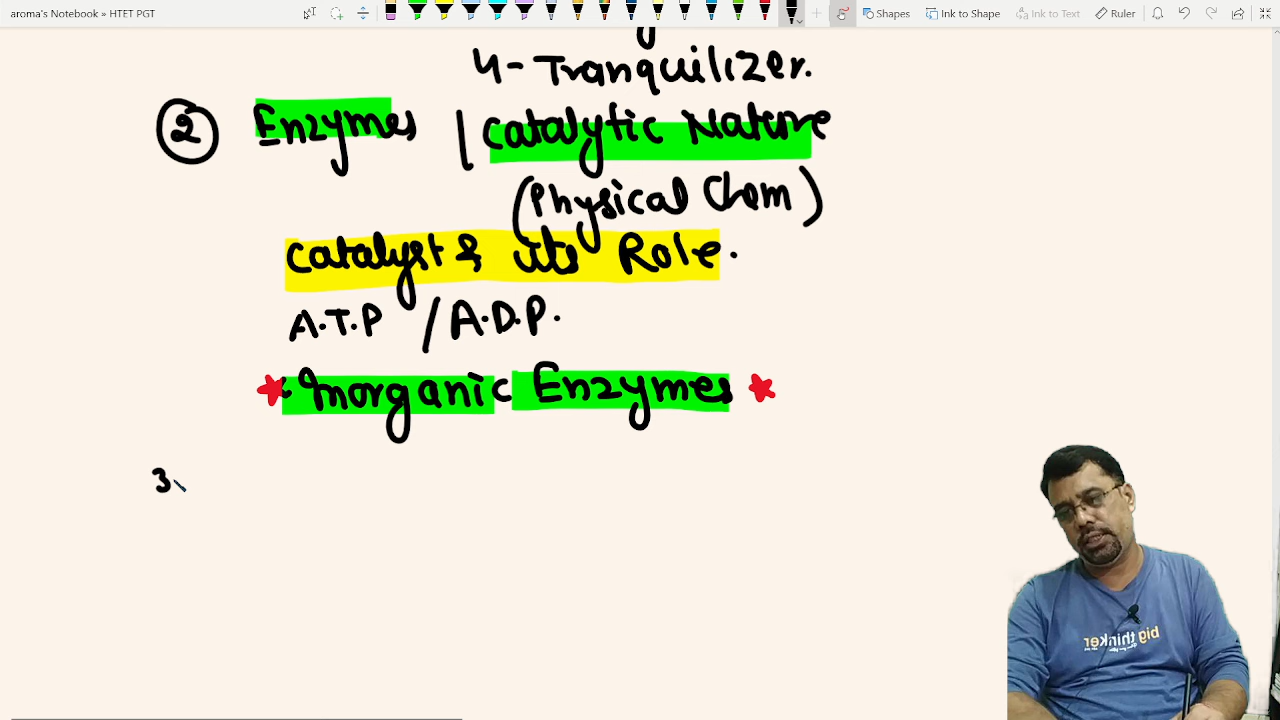 aroma's Notebook » HTET PGT
Shapes
Ink to Shape
Ink to Text
Ruler
4- Tranquilizer.
2 Enzymes | Catalytic Nature
(Physical Chem)
Catalyst & its Role.
A.T.P / A.D.P.
Inorganic Enzymes
3
big thinker